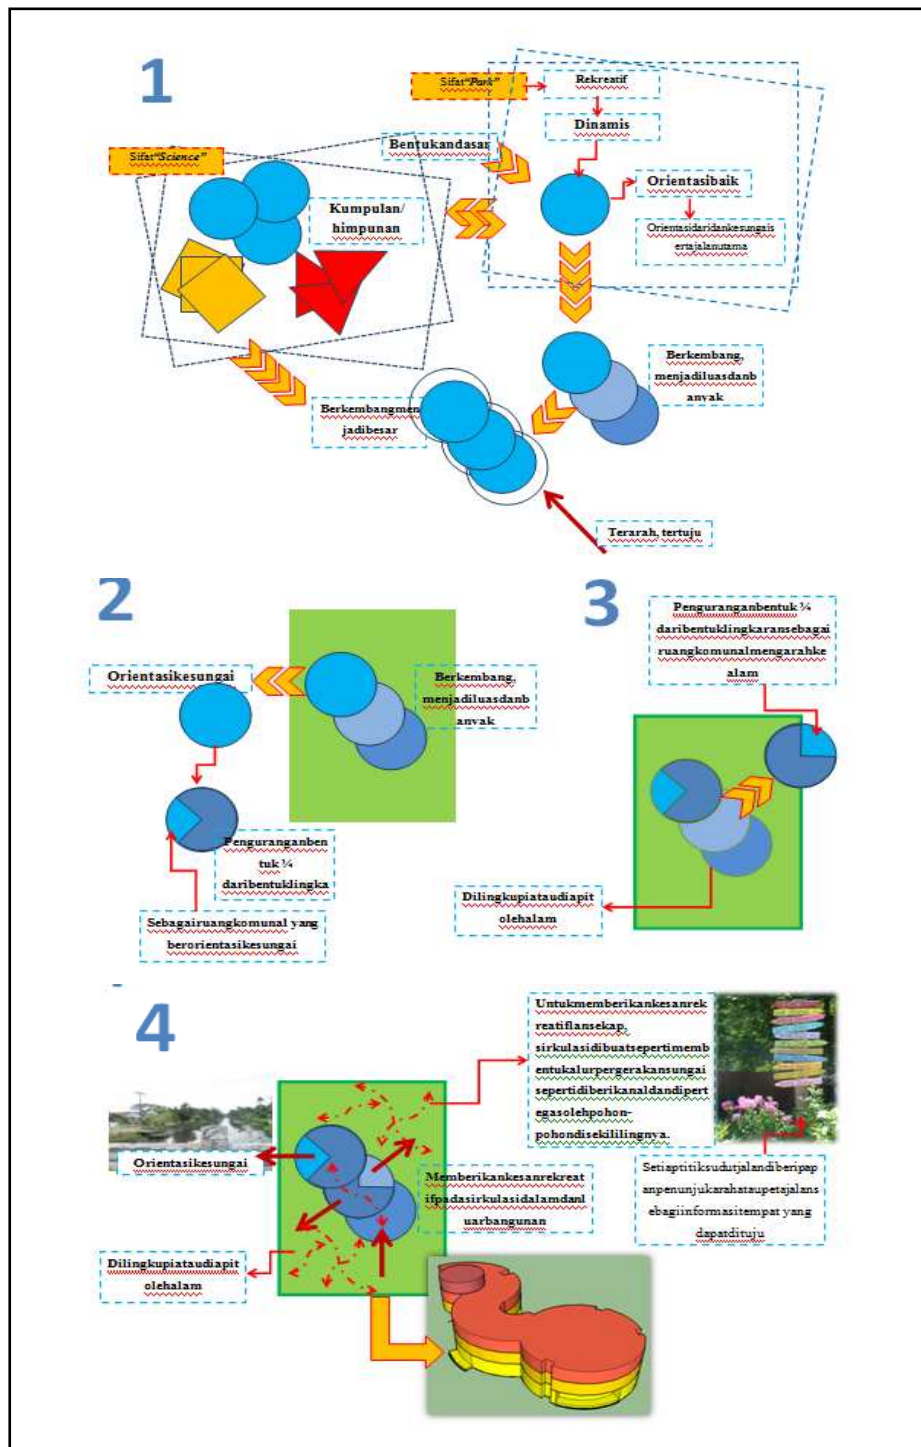 1
Sifat"Park"
Rekreatif
Dinamis
Bentukandasar
Sifat"Science"
Orientasibaik
Kumpulan/
himpunan
Orientasidaridankesungais
ertajalanutama
Berkembang,
menjadiluasdanb
anyak
Berkembangmen
jadibesar
Terarah, tertuju
2
Orientasikesungai
Berkembang,
menjadiluasdanb
anyak
Penguranganben
tuk ¼
daribentuklingka
Sebagairuangkomunal yang
berorientasikesungai
3
Penguranganbentuk ¼
daribentuklingkaransebagai
ruangkomunalmengarahke
alam
Dilingkupiataudiapit
olehalam
4
Untukmemberikankesanrek
reatiflansekap,
sirkulasidibuatsepertimemb
entukalurpergerakansungai
sepertidiberikanaldandipert
egasolehpohon-
pohondisekililingnya.
Orientasikesungai
Memberikankesanrekreat
ifpadasirkulasidalamdanl
uarbangunan
Setiaptitiksudutjalandiberipap
anpenunjukarahataupetajalans
ebagiinformasitempat yang
dapatdituju
Dilingkupiataudiapit
olehalam